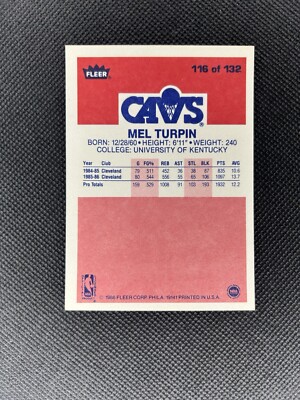 FLEER
116 of 132
CAVS
MEL TURPIN
BORN: 12/28/60 • HEIGHT: 6'11" • WEIGHT: 240
COLLEGE: UNIVERSITY OF KENTUCKY
Year Club G FG% REB AST STL BLK PTS AVG
1984-85 Cleveland 79 .511 452 36 38 87 835 10.6
1985-86 Cleveland 80 .544 556 55 65 106 1097 13.7
Pro Totals 159 .529 1008 91 103 193 1932 12.2
NBA
© 1986 FLEER CORP. PHILA. 19141 PRINTED IN U.S.A.